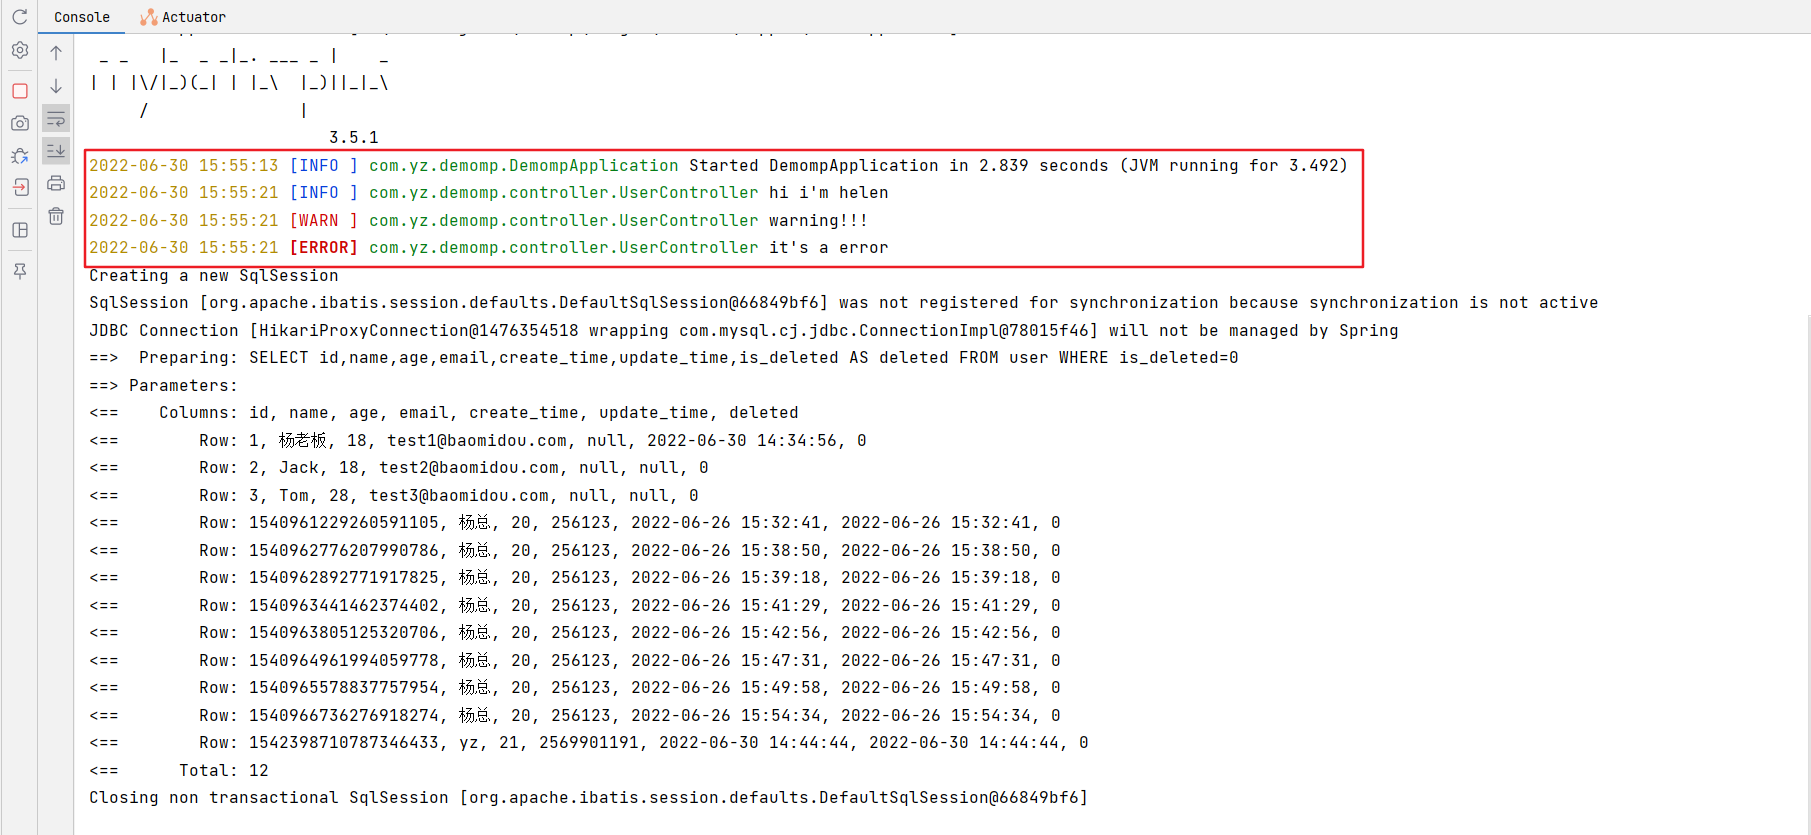 Console Actuator
 _ _   |_  _ _|_. ___ _ |    _
| | |\/|_)(_| | |_\  |_)||_|_\
     /               |
                        3.5.1
2022-06-30 15:55:13 [INFO ] com.yz.demomp.DemompApplication Started DemompApplication in 2.839 seconds (JVM running for 3.492)
2022-06-30 15:55:21 [INFO ] com.yz.demomp.controller.UserController hi i'm helen
2022-06-30 15:55:21 [WARN ] com.yz.demomp.controller.UserController warning!!!
2022-06-30 15:55:21 [ERROR] com.yz.demomp.controller.UserController it's a error
Creating a new SqlSession
SqlSession [org.apache.ibatis.session.defaults.DefaultSqlSession@66849bf6] was not registered for synchronization because synchronization is not active
JDBC Connection [HikariProxyConnection@1476354518 wrapping com.mysql.cj.jdbc.ConnectionImpl@78015f46] will not be managed by Spring
==>  Preparing: SELECT id,name,age,email,create_time,update_time,is_deleted AS deleted FROM user WHERE is_deleted=0
==> Parameters:
<==    Columns: id, name, age, email, create_time, update_time, deleted
<==        Row: 1, 杨老板, 18, test1@baomidou.com, null, 2022-06-30 14:34:56, 0
<==        Row: 2, Jack, 18, test2@baomidou.com, null, null, 0
<==        Row: 3, Tom, 28, test3@baomidou.com, null, null, 0
<==        Row: 1540961229260591105, 杨总, 20, 256123, 2022-06-26 15:32:41, 2022-06-26 15:32:41, 0
<==        Row: 1540962776207990786, 杨总, 20, 256123, 2022-06-26 15:38:50, 2022-06-26 15:38:50, 0
<==        Row: 1540962892771917825, 杨总, 20, 256123, 2022-06-26 15:39:18, 2022-06-26 15:39:18, 0
<==        Row: 1540963441462374402, 杨总, 20, 256123, 2022-06-26 15:41:29, 2022-06-26 15:41:29, 0
<==        Row: 1540963805125320706, 杨总, 20, 256123, 2022-06-26 15:42:56, 2022-06-26 15:42:56, 0
<==        Row: 1540964961994059778, 杨总, 20, 256123, 2022-06-26 15:47:31, 2022-06-26 15:47:31, 0
<==        Row: 1540965578837757954, 杨总, 20, 256123, 2022-06-26 15:49:58, 2022-06-26 15:49:58, 0
<==        Row: 1540966736276918274, 杨总, 20, 256123, 2022-06-26 15:54:34, 2022-06-26 15:54:34, 0
<==        Row: 1542398710787346433, yz, 21, 2569901191, 2022-06-30 14:44:44, 2022-06-30 14:44:44, 0
<==      Total: 12
Closing non transactional SqlSession [org.apache.ibatis.session.defaults.DefaultSqlSession@66849bf6]